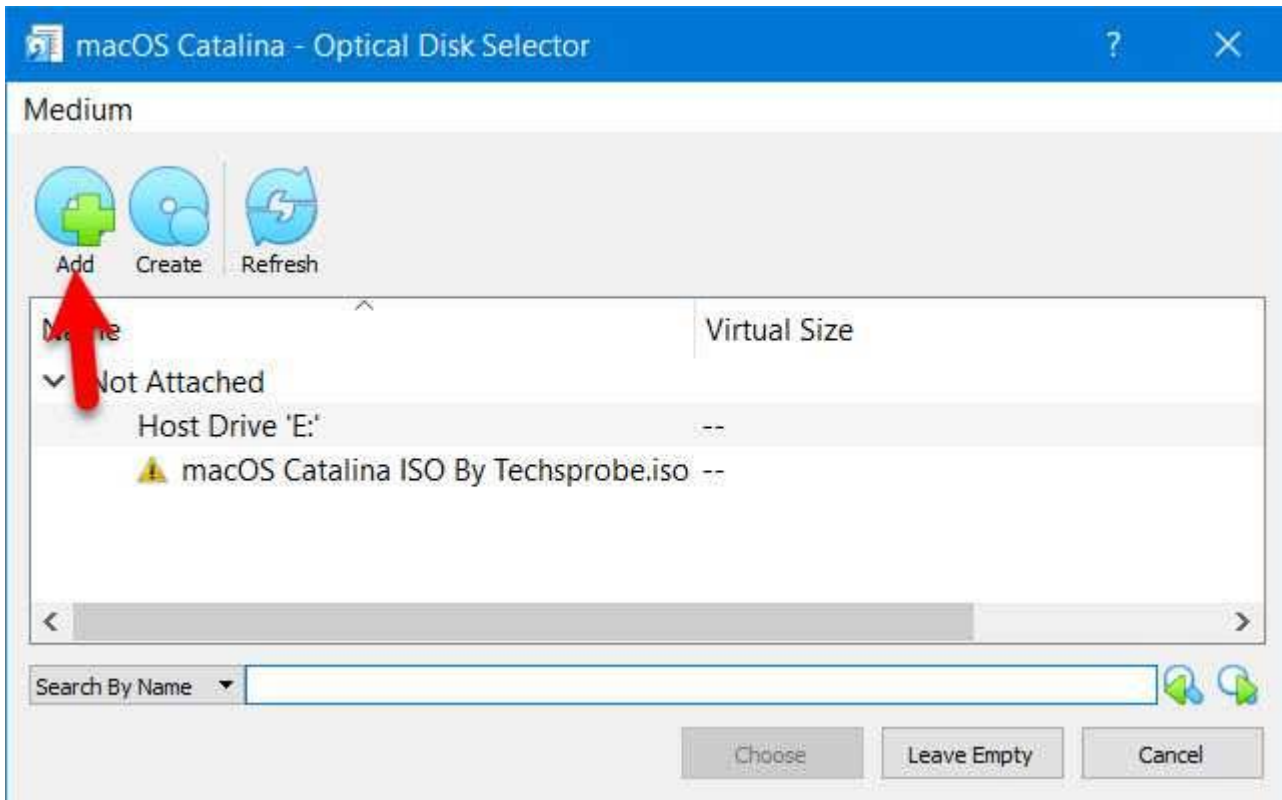 macOS Catalina - Optical Disk Selector ?
Medium
Add Create Refresh
Name Virtual Size
Not Attached
Host Drive 'E:' --
macOS Catalina ISO By Techsprobe.iso --
Search By Name
Choose Leave Empty Cancel